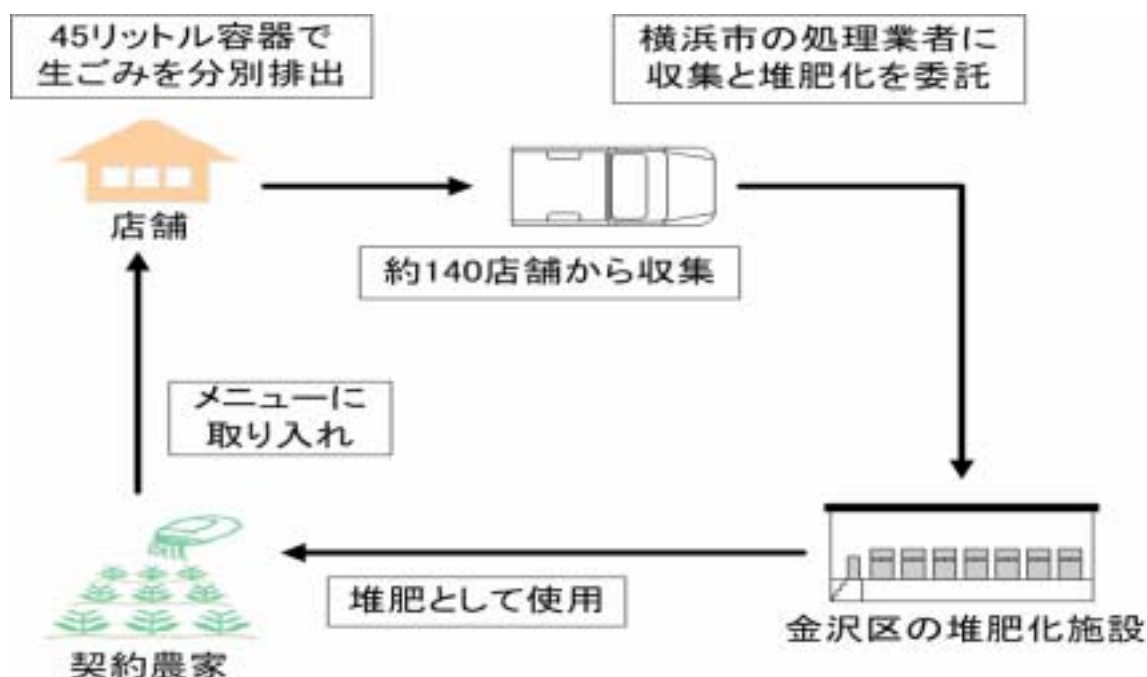 45リットル容器で
生ごみを分別排出
横浜市の処理業者に
収集と堆肥化を委託
店舗
約140店舗から収集
メニューに
取り入れ
堆肥として使用
金沢区の堆肥化施設
契約農家